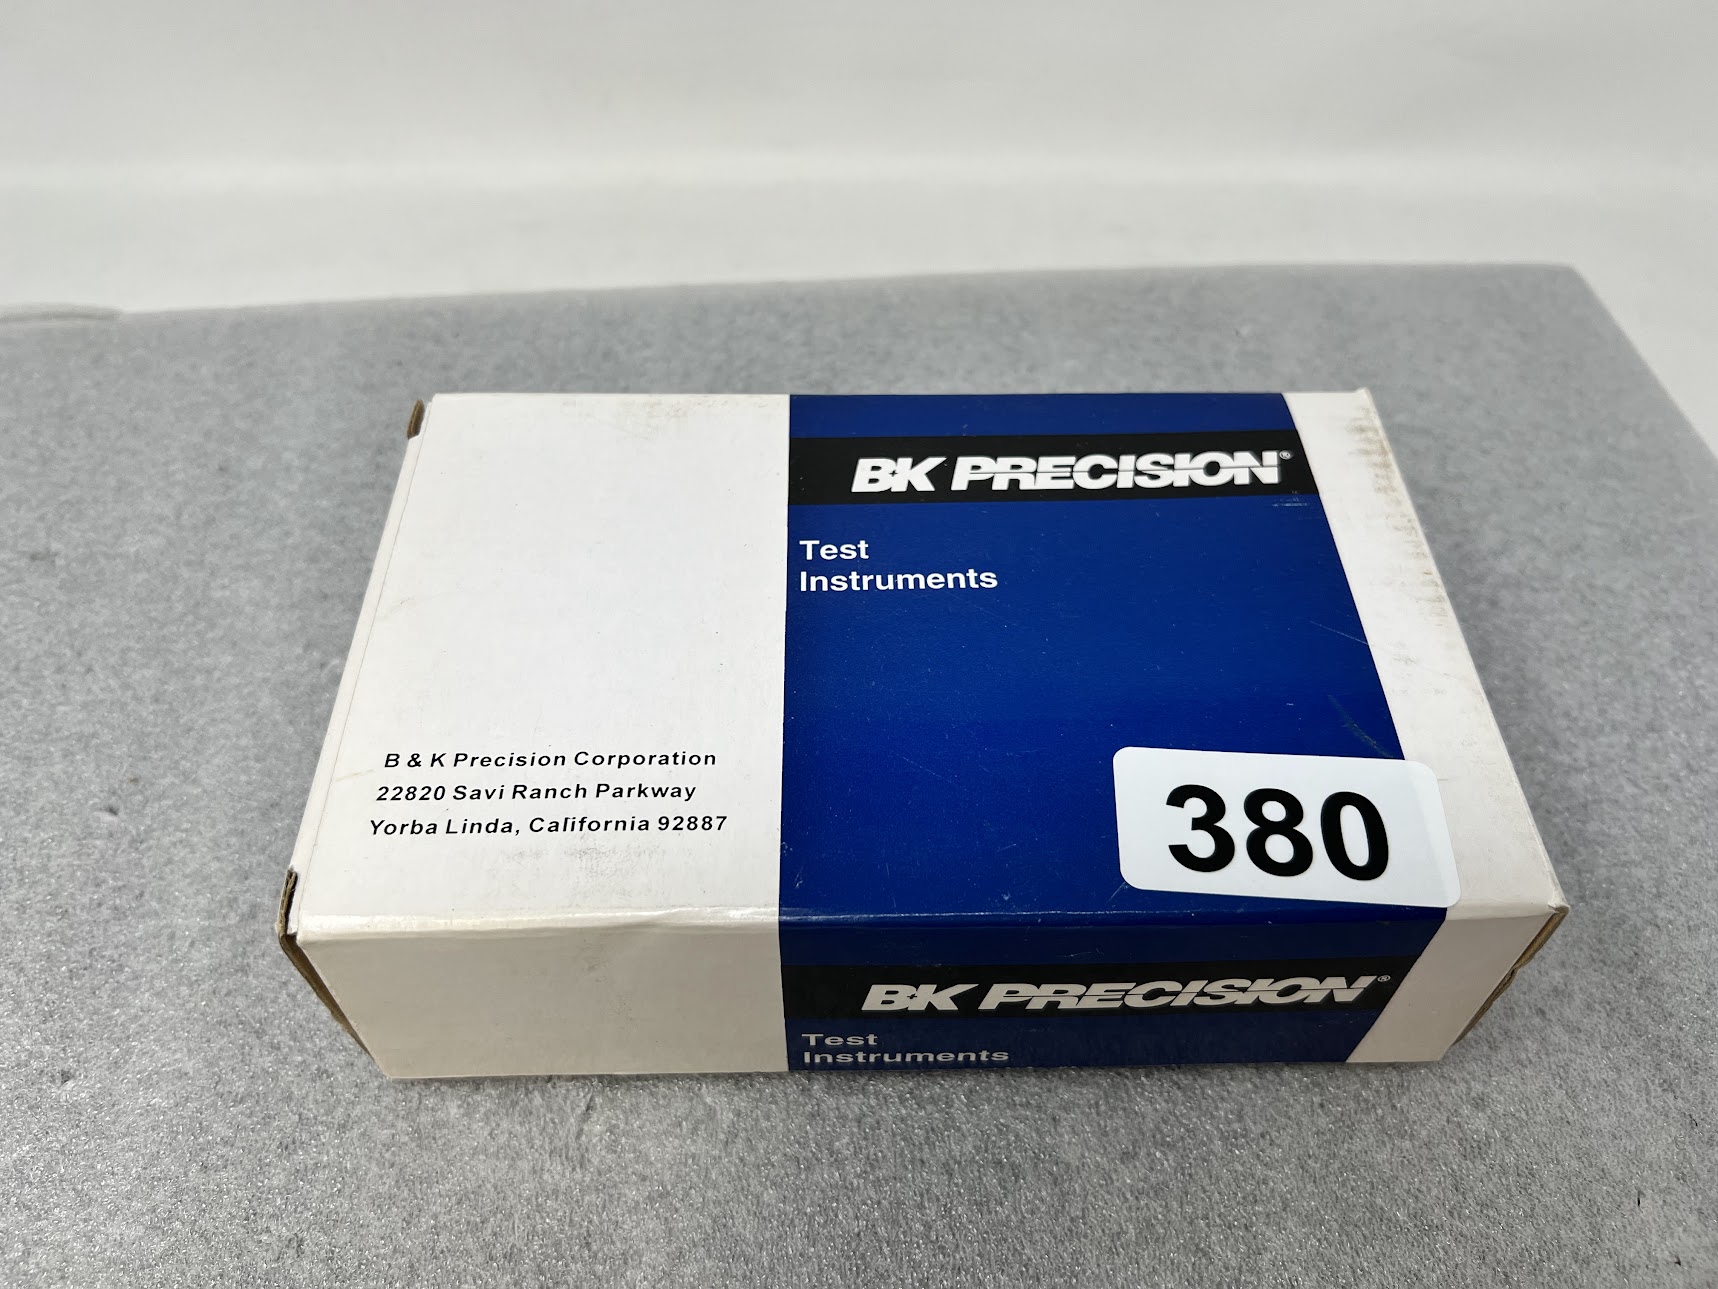 BK PRECISION®
Test
Instruments
B & K Precision Corporation
22820 Savi Ranch Parkway
Yorba Linda, California 92887
380
BK PRECISION®
Test
Instruments